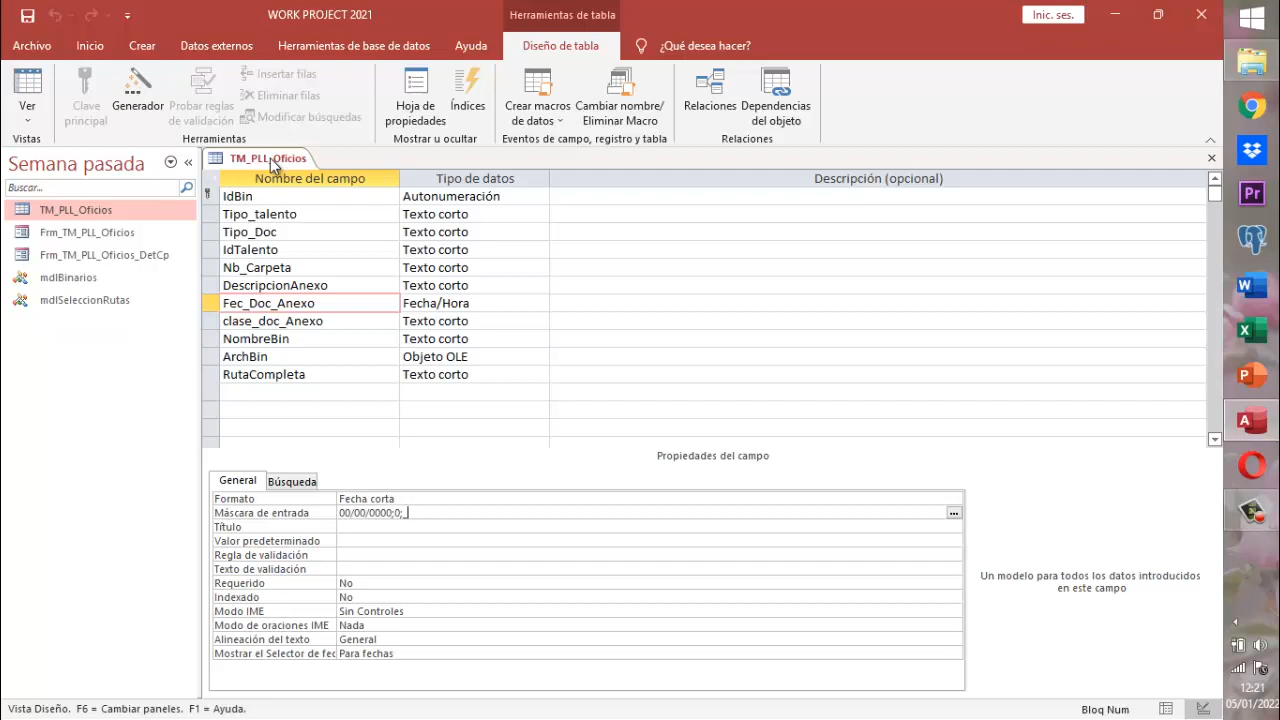 WORK PROJECT 2021
Herramientas de tabla
Inic. ses.
Archivo
Inicio
Crear
Datos externos
Herramientas de base de datos
Ayuda
Diseño de tabla
¿Qué desea hacer?
Ver
Clave
principal
Generador
Probar reglas
de validación
Insertar filas
Eliminar filas
Modificar búsquedas
Hoja de
propiedades
Índices
Crear macros
de datos
Cambiar nombre/
Eliminar Macro
Relaciones
Dependencias
del objeto
Vistas
Herramientas
Mostrar u ocultar
Eventos de campo, registro y tabla
Relaciones
Semana pasada
Buscar...
TM_PLL_Oficios
Frm_TM_PLL_Oficios
Frm_TM_PLL_Oficios_DetCp
mdlBinarios
mdlSeleccionRutas
TM_PLL_Oficios
Nombre del campo Tipo de datos Descripción (opcional)
IdBin Autonumeración
Tipo_talento Texto corto
Tipo_Doc Texto corto
IdTalento Texto corto
Nb_Carpeta Texto corto
DescripcionAnexo Texto corto
Fec_Doc_Anexo Fecha/Hora
clase_doc_Anexo Texto corto
NombreBin Texto corto
ArchBin Objeto OLE
RutaCompleta Texto corto
Propiedades del campo
General Búsqueda
Formato Fecha corta
Máscara de entrada 00/00/0000;0;_
Título
Valor predeterminado
Regla de validación
Texto de validación
Requerido No
Indexado No
Modo IME Sin Controles
Modo de oraciones IME Nada
Alineación del texto General
Mostrar el Selector de fec Para fechas
Un modelo para todos los datos introducidos
en este campo
Vista Diseño. F6 = Cambiar paneles. F1 = Ayuda.
Bloq Num
12:21
05/01/2022